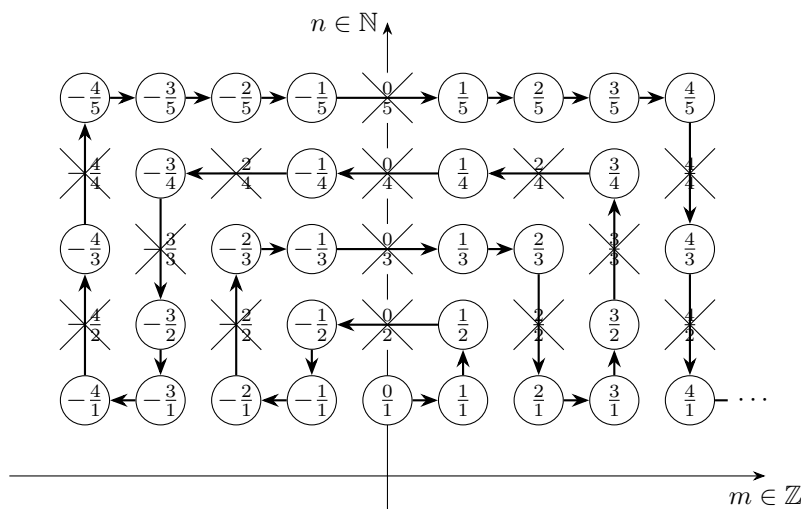 n ∈ ℕ
-4/5 -3/5 -2/5 -1/5 0/5 1/5 2/5 3/5 4/5
-4/4 -3/4 -2/4 -1/4 0/4 1/4 2/4 3/4 4/4
-4/3 -3/3 -2/3 -1/3 0/3 1/3 2/3 3/3 4/3
-4/2 -3/2 -2/2 -1/2 0/2 1/2 2/2 3/2 4/2
-4/1 -3/1 -2/1 -1/1 0/1 1/1 2/1 3/1 4/1 ⋯
m ∈ ℤ